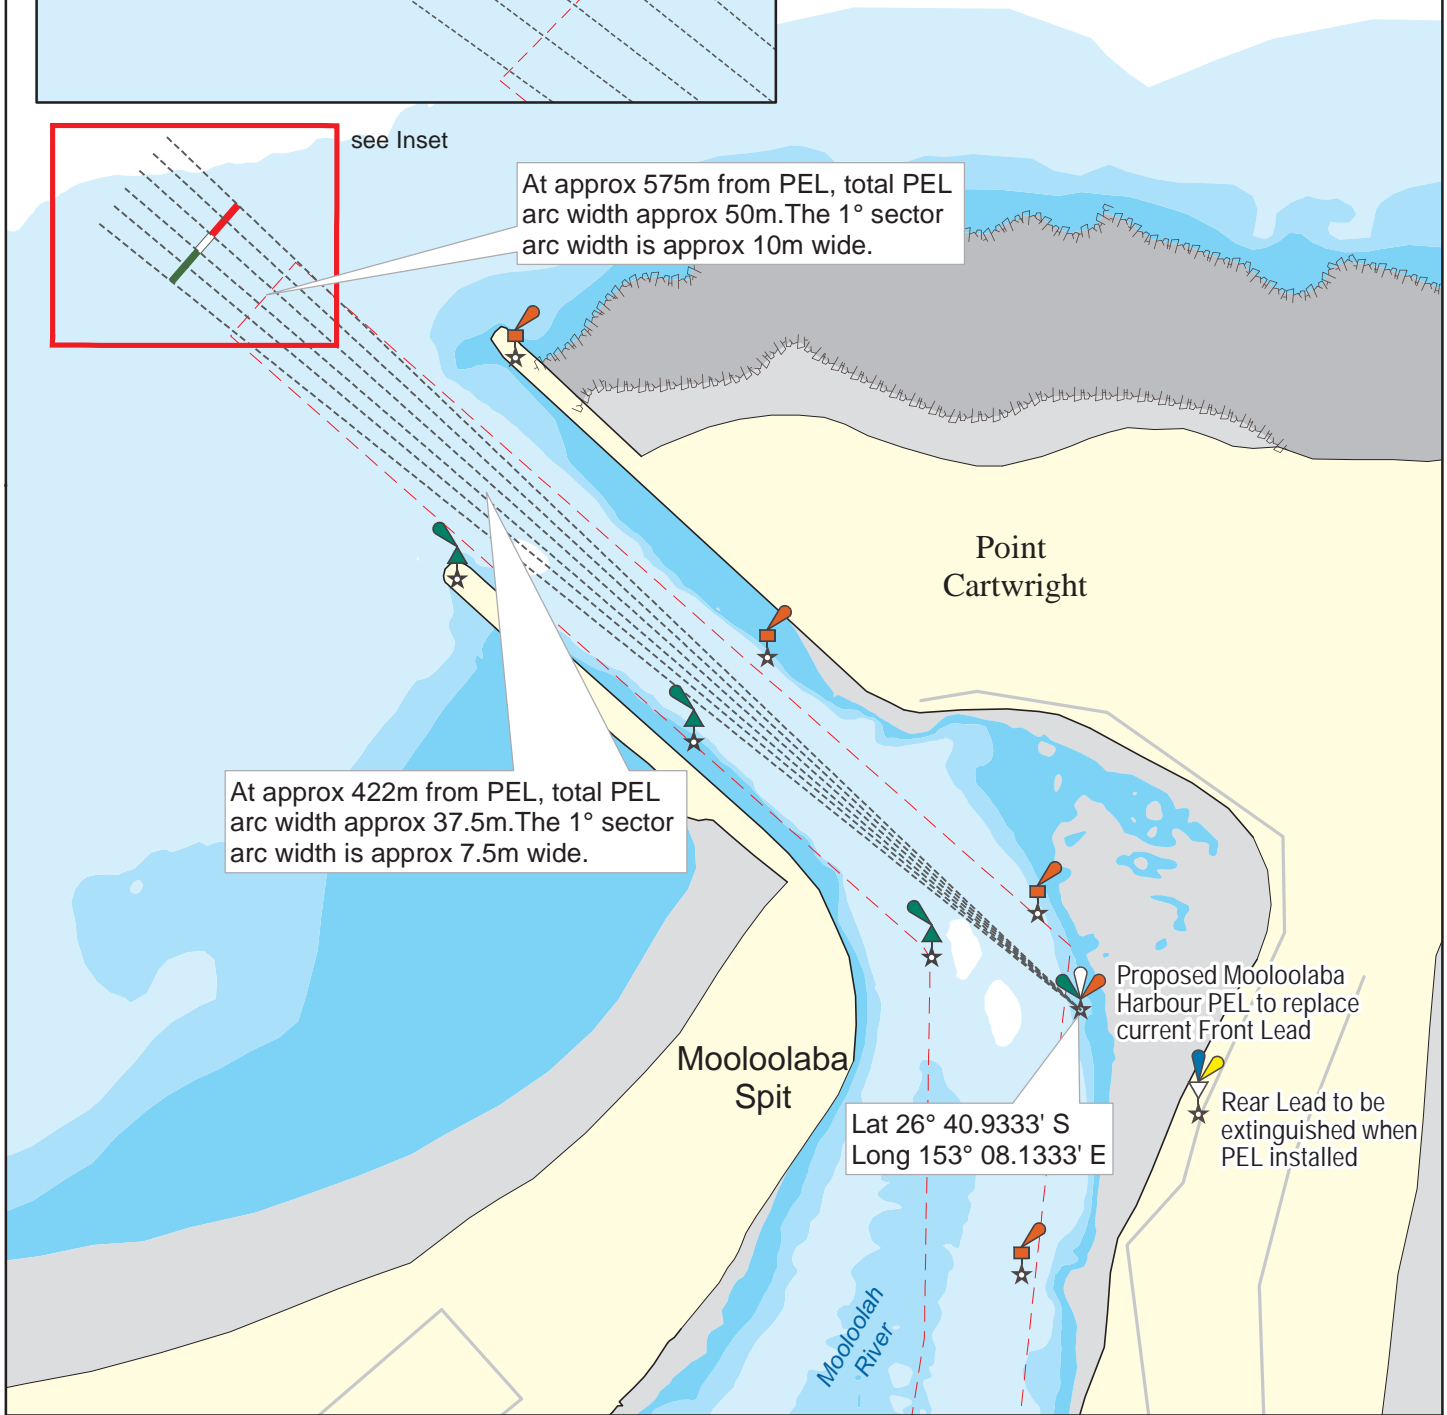 see Inset
At approx 575m from PEL, total PEL
arc width approx 50m.The 1° sector
arc width is approx 10m wide.
Point
Cartwright
At approx 422m from PEL, total PEL
arc width approx 37.5m.The 1° sector
arc width is approx 7.5m wide.
Proposed Mooloolaba
Harbour PEL to replace
current Front Lead
Mooloolaba
Spit
Rear Lead to be
extinguished when
PEL installed
Lat 26° 40.9333' S
Long 153° 08.1333' E
Mooloolah
River